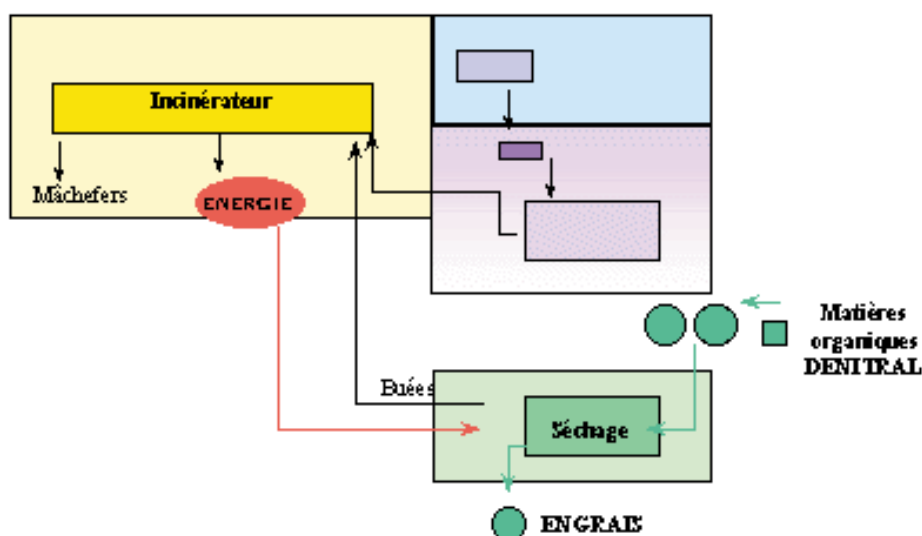 Incinérateur
Mâchefers
ENERGIE
Matières
organiques
DENITRAL
Buées
Séchage
ENGRAIS